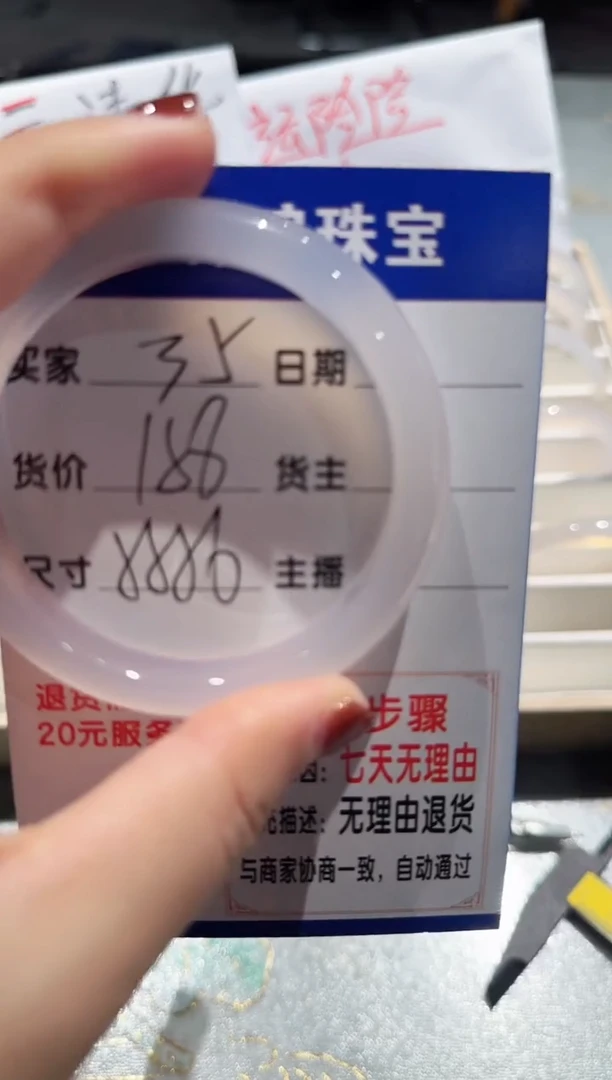 珠宝
买家 35 日期
货价 188 货主
尺寸 8886 主播
20元服务
步骤
七天无理由
描述：无理由退货
与商家协商一致，自动通过